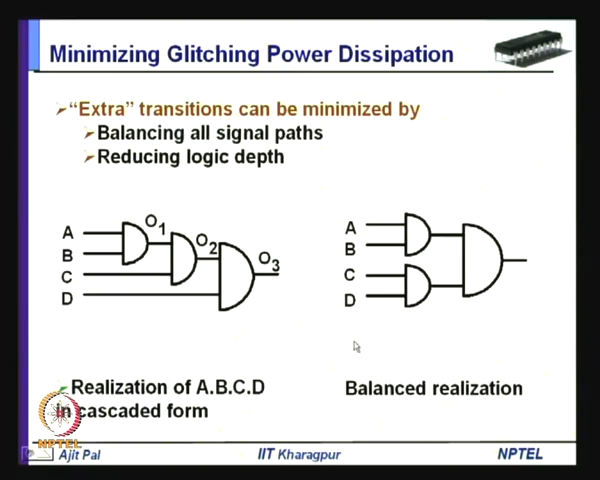 Minimizing Glitching Power Dissipation
"Extra" transitions can be minimized by
Balancing all signal paths
Reducing logic depth
A
B
C
D
O1
O2
O3
A
B
C
D
Realization of A.B.C.D
in cascaded form
Balanced realization
NPTEL
Ajit Pal
IIT Kharagpur
NPTEL